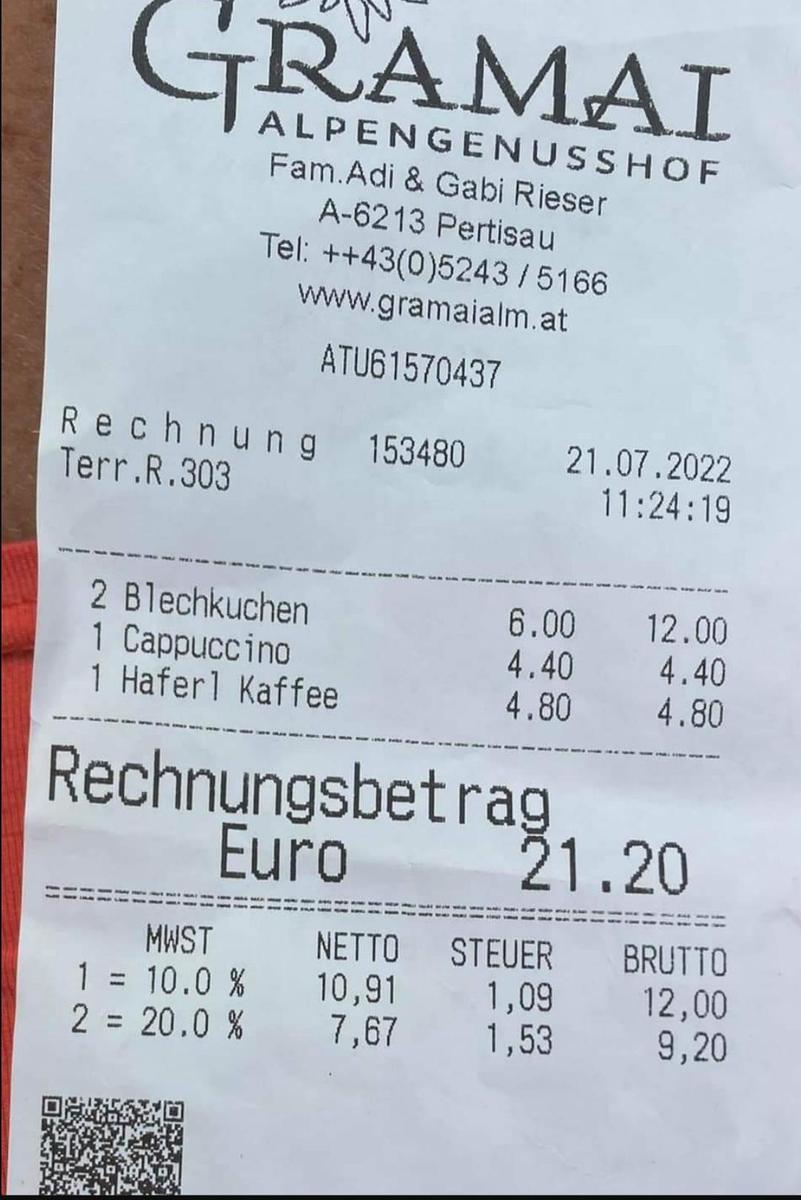 GRAMAI
ALPENGENUSSHOF
Fam.Adi & Gabi Rieser
A-6213 Pertisau
Tel: ++43(0)5243 / 5166
www.gramaialm.at
ATU61570437
Rechnung 153480 21.07.2022
Terr.R.303 11:24:19
2 Blechkuchen 6.00 12.00
1 Cappuccino 4.40 4.40
1 Haferl Kaffee 4.80 4.80
Rechnungsbetrag
Euro 21.20
MWST NETTO STEUER BRUTTO
1 = 10.0 % 10,91 1,09 12,00
2 = 20.0 % 7,67 1,53 9,20